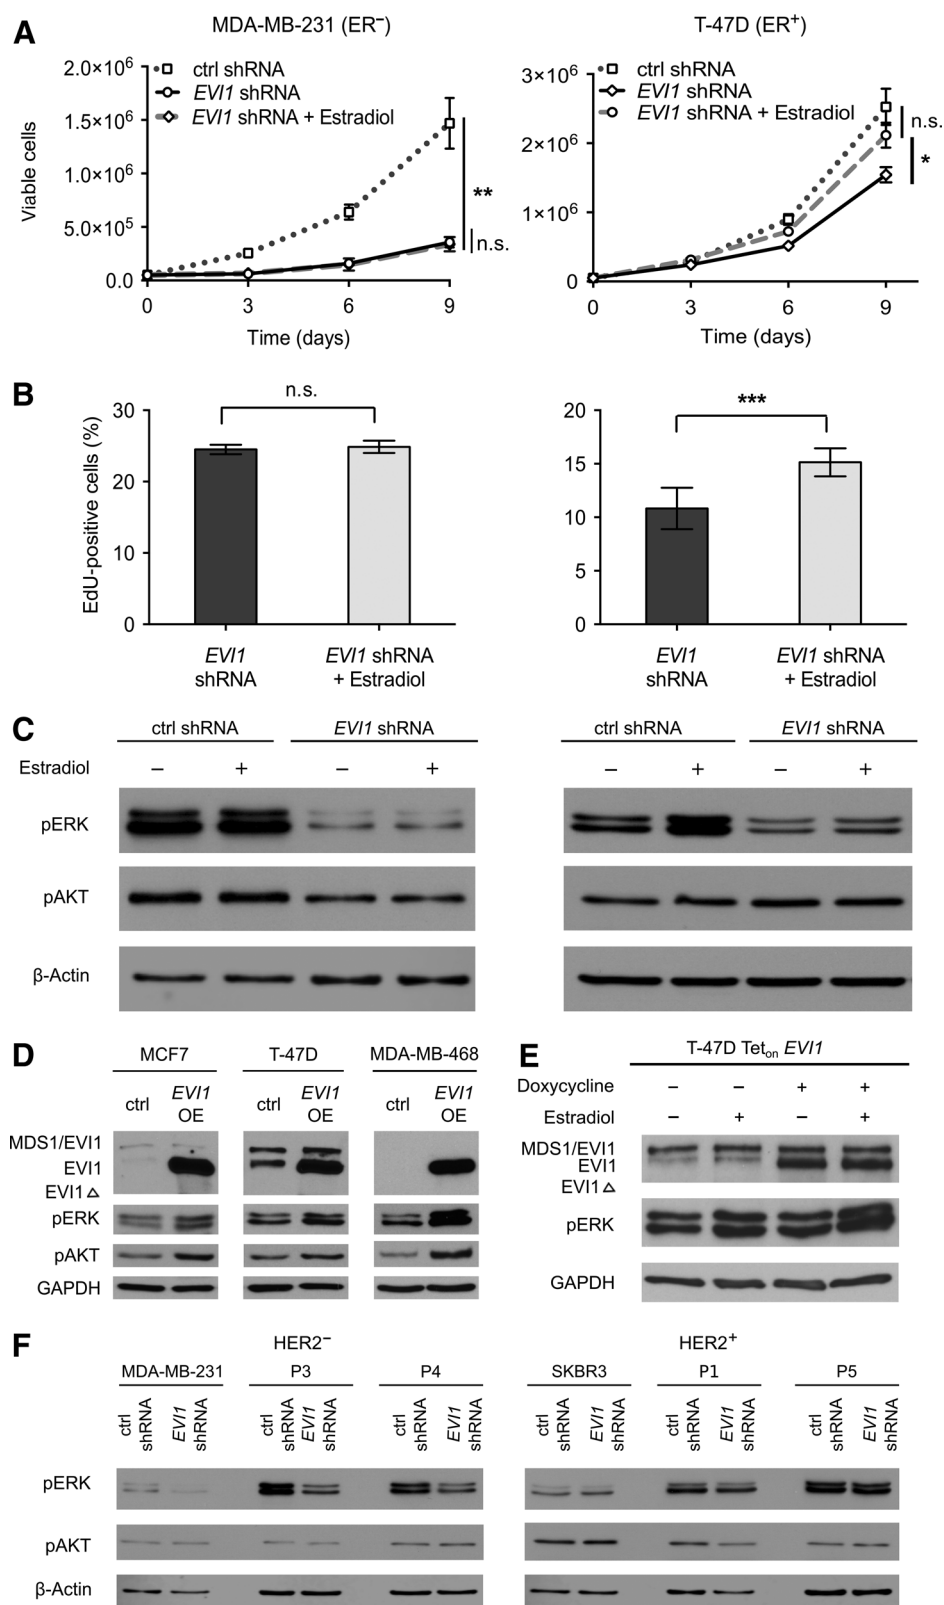 A
MDA-MB-231 (ER⁻)
T-47D (ER⁺)
Viable cells
2.0×10⁶
1.5×10⁶
1.0×10⁶
5.0×10⁵
0.0
ctrl shRNA
EVI1 shRNA
EVI1 shRNA + Estradiol
**
n.s.
0 3 6 9
Time (days)
3×10⁶
2×10⁶
1×10⁶
0
ctrl shRNA
EVI1 shRNA
EVI1 shRNA + Estradiol
n.s.
*
0 3 6 9
Time (days)
B
EdU-positive cells (%)
30
20
10
0
n.s.
EVI1
shRNA
EVI1 shRNA
+ Estradiol
20
15
10
5
0
***
EVI1
shRNA
EVI1 shRNA
+ Estradiol
C
ctrl shRNA EVI1 shRNA ctrl shRNA EVI1 shRNA
Estradiol − + − + − + − +
pERK
pAKT
β-Actin
D
MCF7 T-47D MDA-MB-468
ctrl EVI1 OE ctrl EVI1 OE ctrl EVI1 OE
MDS1/EVI1
EVI1
EVI1 △
pERK
pAKT
GAPDH
E
T-47D Tetₒₙ EVI1
Doxycycline − − + +
Estradiol − + − +
MDS1/EVI1
EVI1
EVI1 △
pERK
GAPDH
F
HER2⁻ HER2⁺
MDA-MB-231 P3 P4 SKBR3 P1 P5
ctrl shRNA EVI1 shRNA ctrl shRNA EVI1 shRNA ctrl shRNA EVI1 shRNA ctrl shRNA EVI1 shRNA ctrl shRNA EVI1 shRNA ctrl shRNA EVI1 shRNA
pERK
pAKT
β-Actin